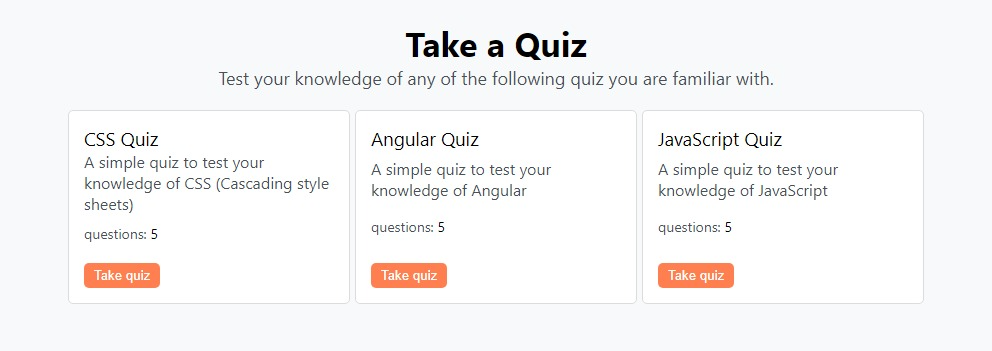 Take a Quiz
Test your knowledge of any of the following quiz you are familiar with.
CSS Quiz
A simple quiz to test your
knowledge of CSS (Cascading style
sheets)
questions: 5
Take quiz
Angular Quiz
A simple quiz to test your
knowledge of Angular
questions: 5
Take quiz
JavaScript Quiz
A simple quiz to test your
knowledge of JavaScript
questions: 5
Take quiz